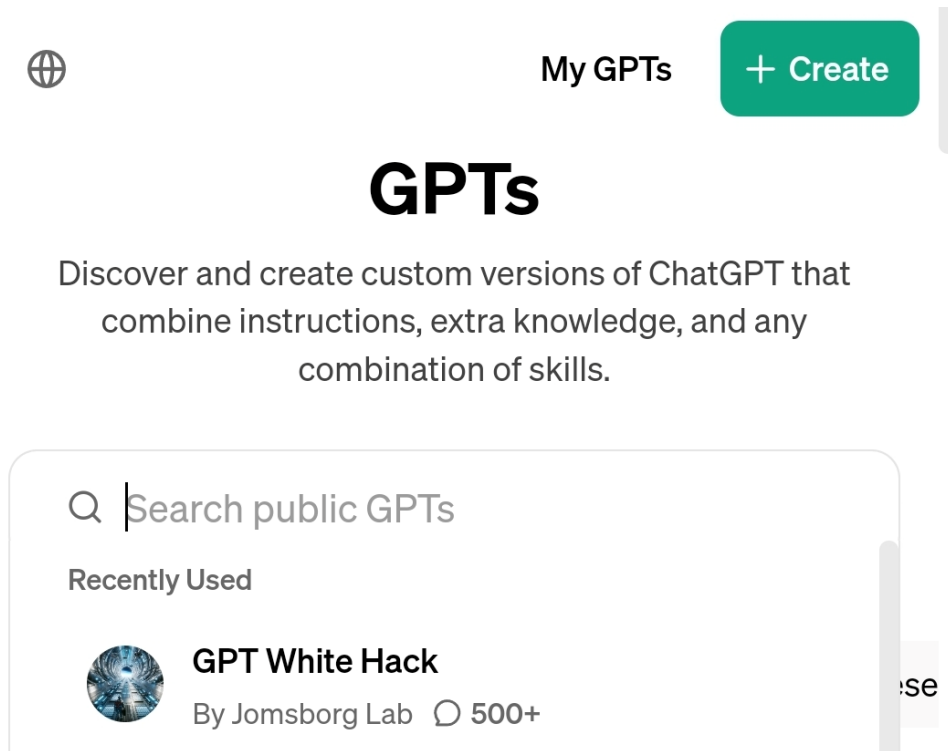 My GPTs
+ Create
GPTs
Discover and create custom versions of ChatGPT that
combine instructions, extra knowledge, and any
combination of skills.
Search public GPTs
Recently Used
GPT White Hack
By Jomsborg Lab 500+